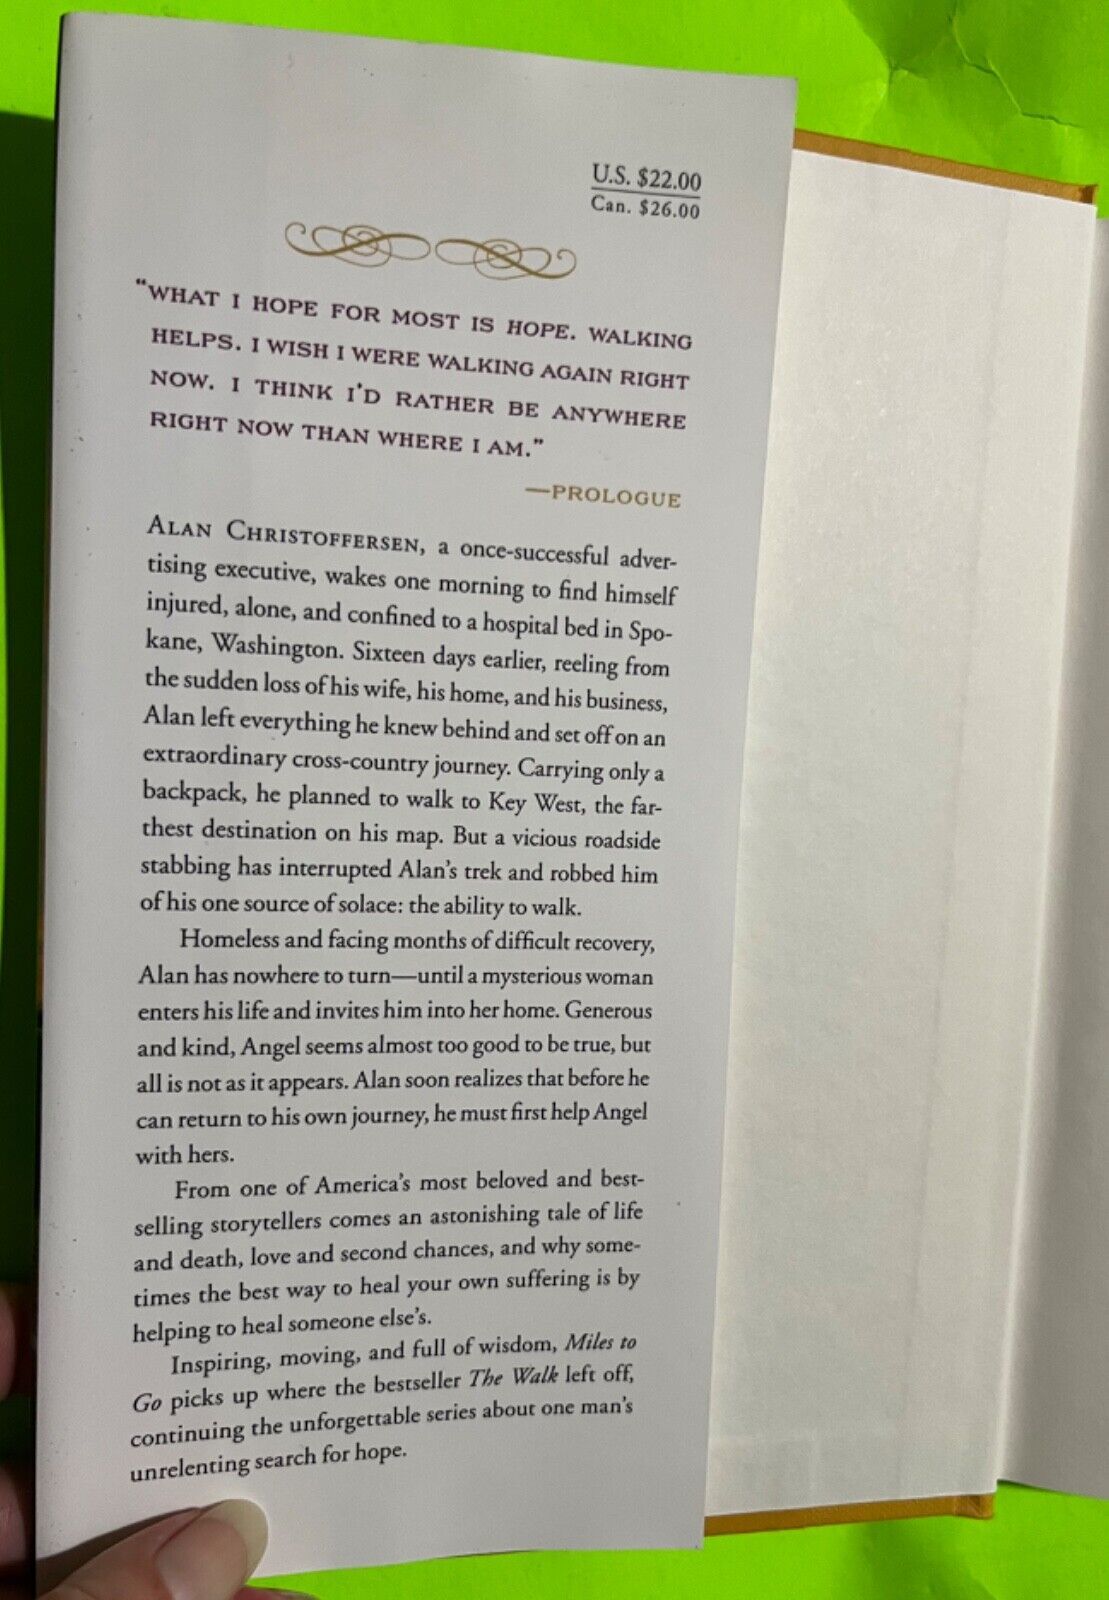 U.S. $22.00
Can. $26.00
“WHAT I HOPE FOR MOST IS HOPE. WALKING
HELPS. I WISH I WERE WALKING AGAIN RIGHT
NOW. I THINK I'D RATHER BE ANYWHERE
RIGHT NOW THAN WHERE I AM.”
—PROLOGUE
ALAN CHRISTOFFERSEN, a once-successful adver-
tising executive, wakes one morning to find himself
injured, alone, and confined to a hospital bed in Spo-
kane, Washington. Sixteen days earlier, reeling from
the sudden loss of his wife, his home, and his business,
Alan left everything he knew behind and set off on an
extraordinary cross-country journey. Carrying only a
backpack, he planned to walk to Key West, the far-
thest destination on his map. But a vicious roadside
stabbing has interrupted Alan’s trek and robbed him
of his one source of solace: the ability to walk.
Homeless and facing months of difficult recovery,
Alan has nowhere to turn—until a mysterious woman
enters his life and invites him into her home. Generous
and kind, Angel seems almost too good to be true, but
all is not as it appears. Alan soon realizes that before he
can return to his own journey, he must first help Angel
with hers.
From one of America’s most beloved and best-
selling storytellers comes an astonishing tale of life
and death, love and second chances, and why some-
times the best way to heal your own suffering is by
helping to heal someone else’s.
Inspiring, moving, and full of wisdom, Miles to
Go picks up where the bestseller The Walk left off,
continuing the unforgettable series about one man’s
unrelenting search for hope.